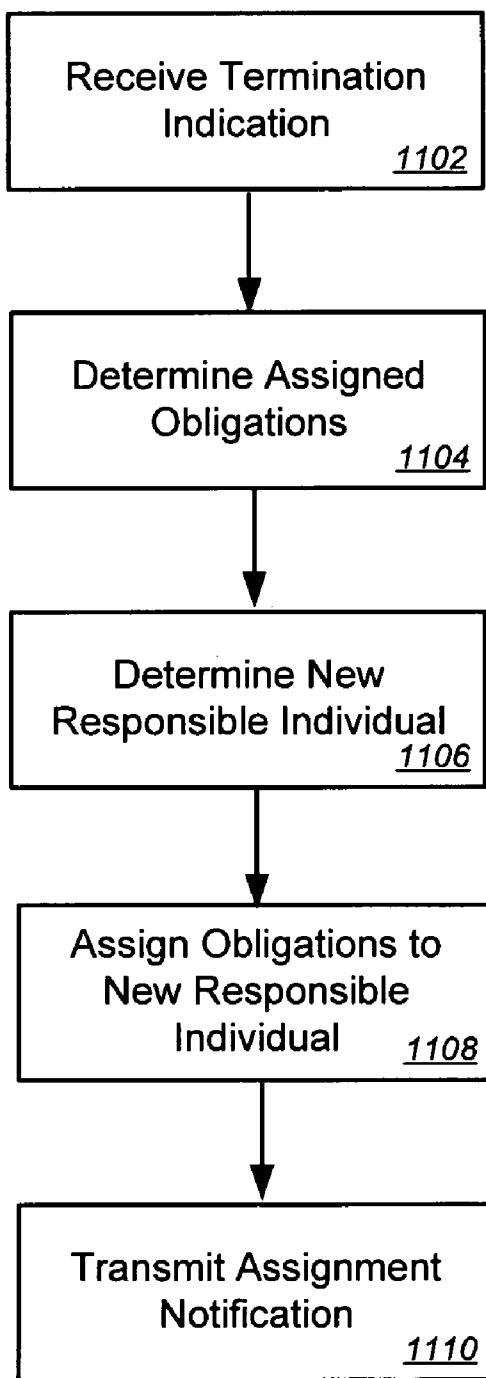 Receive Termination
Indication
1102
Determine Assigned
Obligations
1104
Determine New
Responsible Individual
1106
Assign Obligations to
New Responsible
Individual
1108
Transmit Assignment
Notification
1110